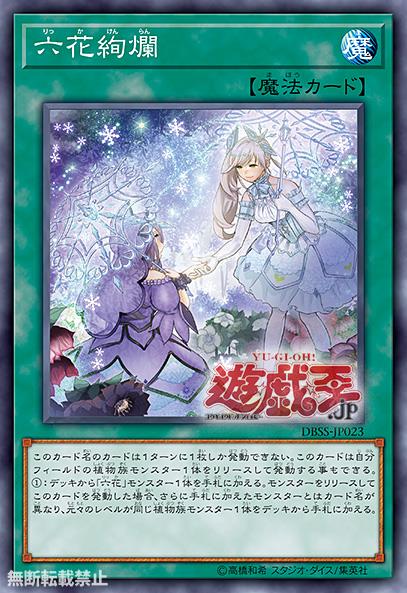 りっかけんらん
六花絢爛
魔
まほう
【魔法カード】
YU-GI-OH!
遊戯王
.jp
DBSS-JP023
このカード名のカードは1ターンに1枚しか発動できない。このカードは自分
フィールドの植物族モンスター1体をリリースして発動する事もできる。
①：デッキから「六花」モンスター1体を手札に加える。モンスターをリリースして
このカードを発動した場合、さらに手札に加えたモンスターとはカード名が
異なり、元々のレベルが同じ植物族モンスター1体をデッキから手札に加える。
無断転載禁止
©高橋和希 スタジオ・ダイス/集英社